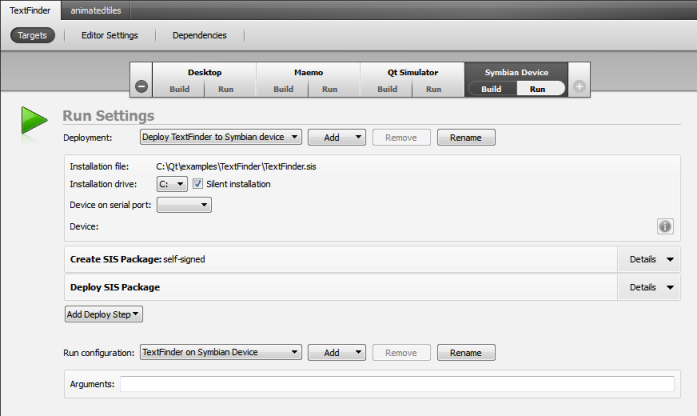 TextFinder animatedtiles
Targets Editor Settings Dependencies
Desktop Maemo Qt Simulator Symbian Device
Build Run Build Run Build Run Build Run
Run Settings
Deployment: Deploy TextFinder to Symbian device Add Remove Rename
Installation file: C:\Qt\examples\TextFinder\TextFinder.sis
Installation drive: C: Silent installation
Device on serial port:
Device:
Create SIS Package: self-signed Details
Deploy SIS Package Details
Add Deploy Step
Run configuration: TextFinder on Symbian Device Add Remove Rename
Arguments: